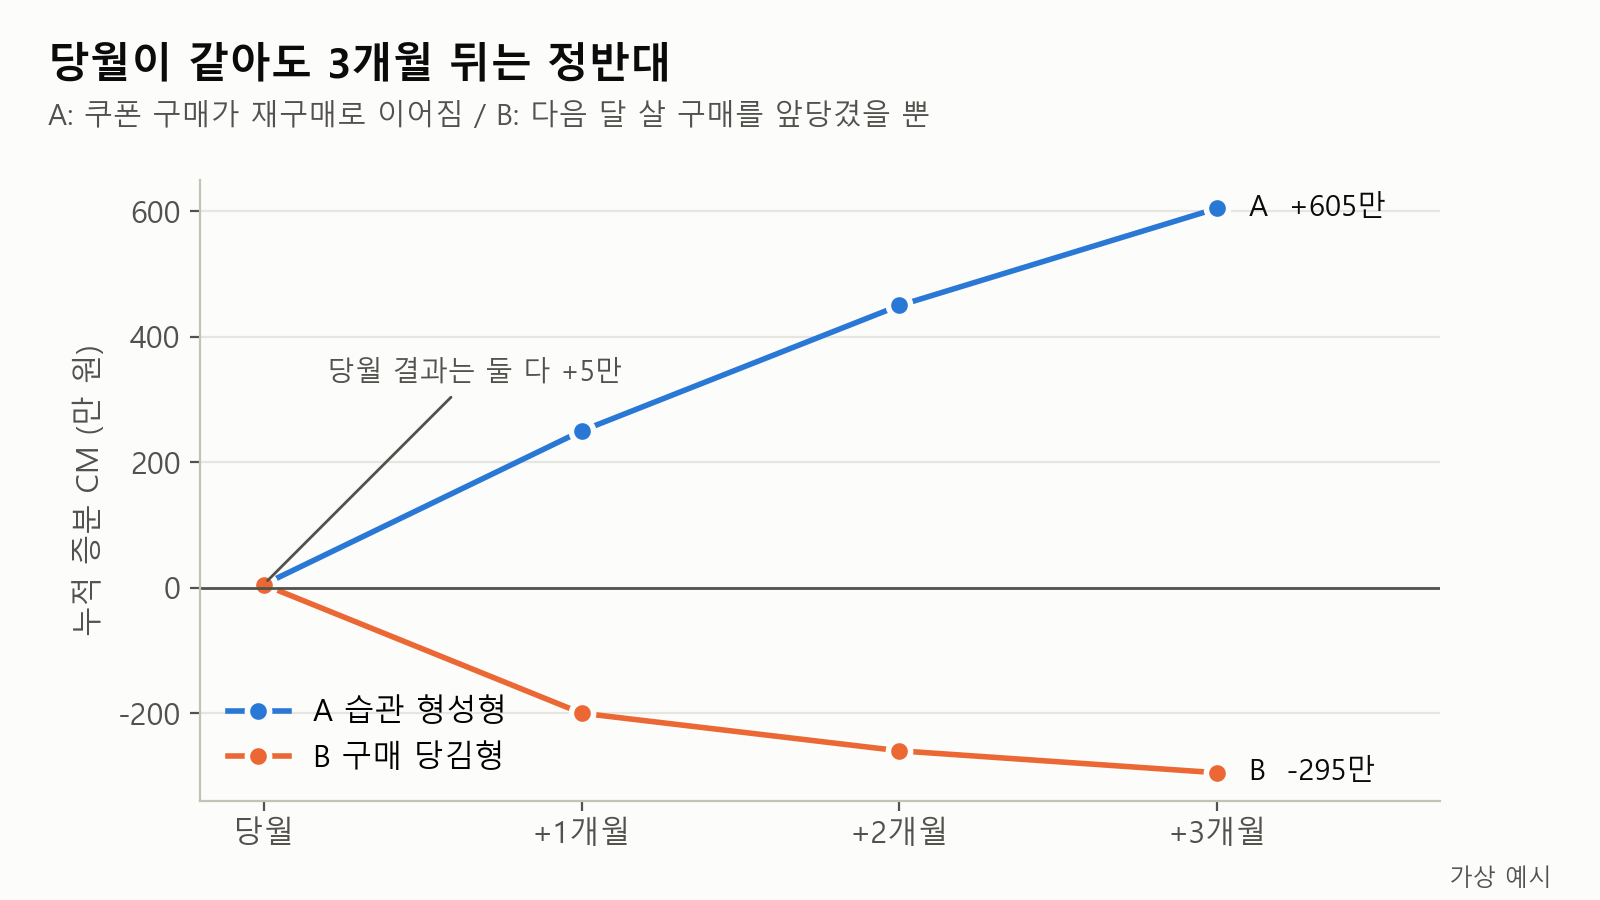 당월이 같아도 3개월 뒤는 정반대
A: 쿠폰 구매가 재구매로 이어짐 / B: 다음 달 살 구매를 앞당겼을 뿐
누적 증분 CM (만 원)
600
400
200
0
-200
당월 결과는 둘 다 +5만
A +605만
B -295만
A 습관 형성형
B 구매 당김형
당월
+1개월
+2개월
+3개월
가상 예시